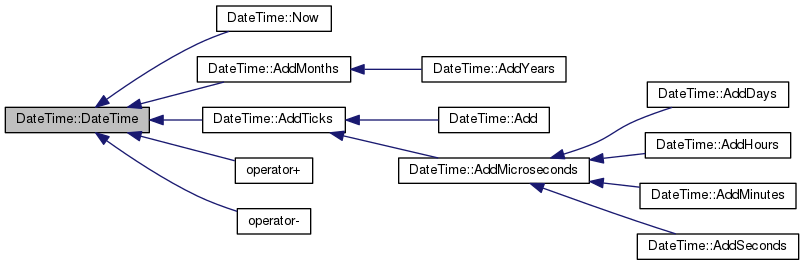 DateTime::Now
DateTime::AddMonths
DateTime::AddYears
DateTime::AddDays
DateTime::DateTime
DateTime::AddTicks
DateTime::Add
DateTime::AddHours
operator+
DateTime::AddMicroseconds
DateTime::AddMinutes
operator-
DateTime::AddSeconds